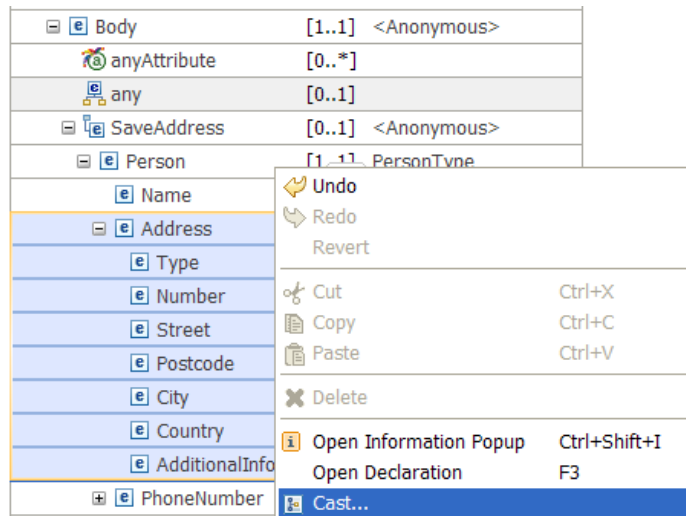 Body [1..1] <Anonymous>
anyAttribute [0..*]
any [0..1]
SaveAddress [0..1] <Anonymous>
Person [1..1] PersonType
Name
Address
Type
Number
Street
Postcode
City
Country
AdditionalInfo
PhoneNumber
Undo
Redo
Revert
Cut Ctrl+X
Copy Ctrl+C
Paste Ctrl+V
Delete
Open Information Popup Ctrl+Shift+I
Open Declaration F3
Cast...